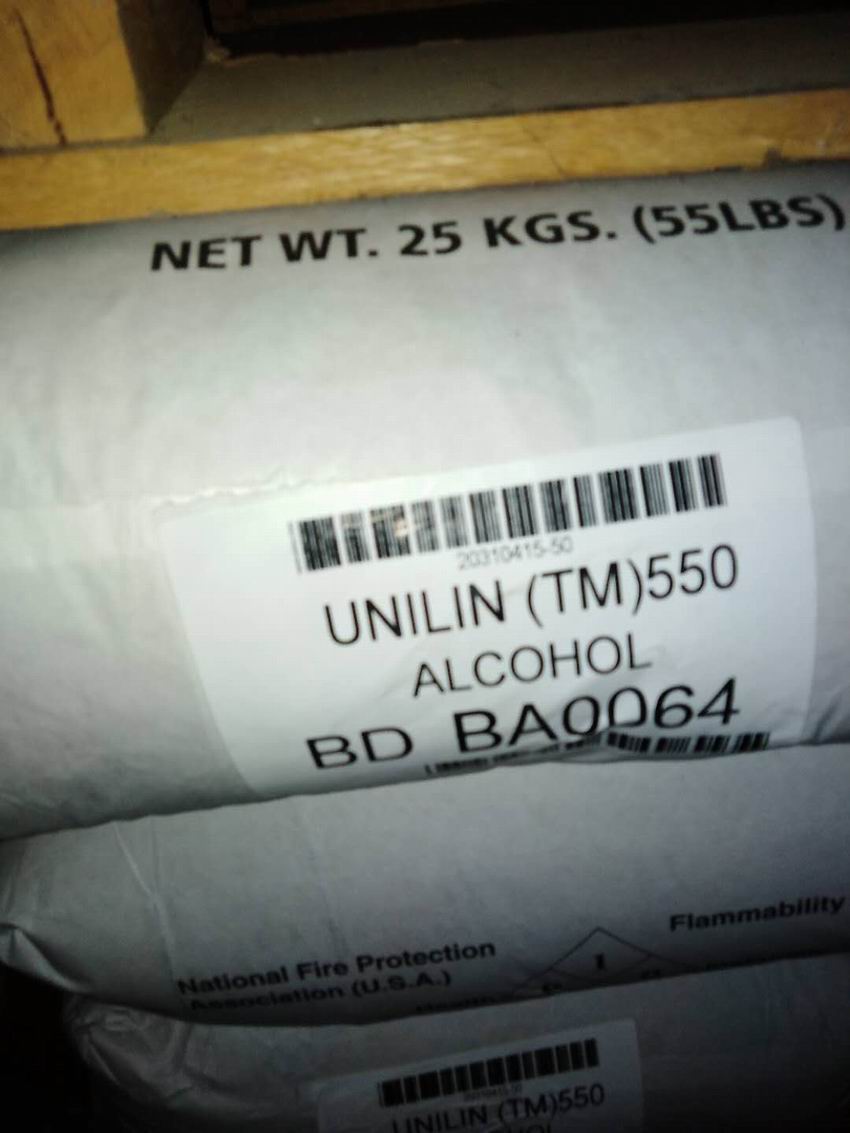 NET WT. 25 KGS. (55LBS)
20310415-50
UNILIN (TM)550
ALCOHOL
BD BA0064
Flammability
1
National Fire Protection
Association (U.S.A.)
Health
UNILIN (TM)550